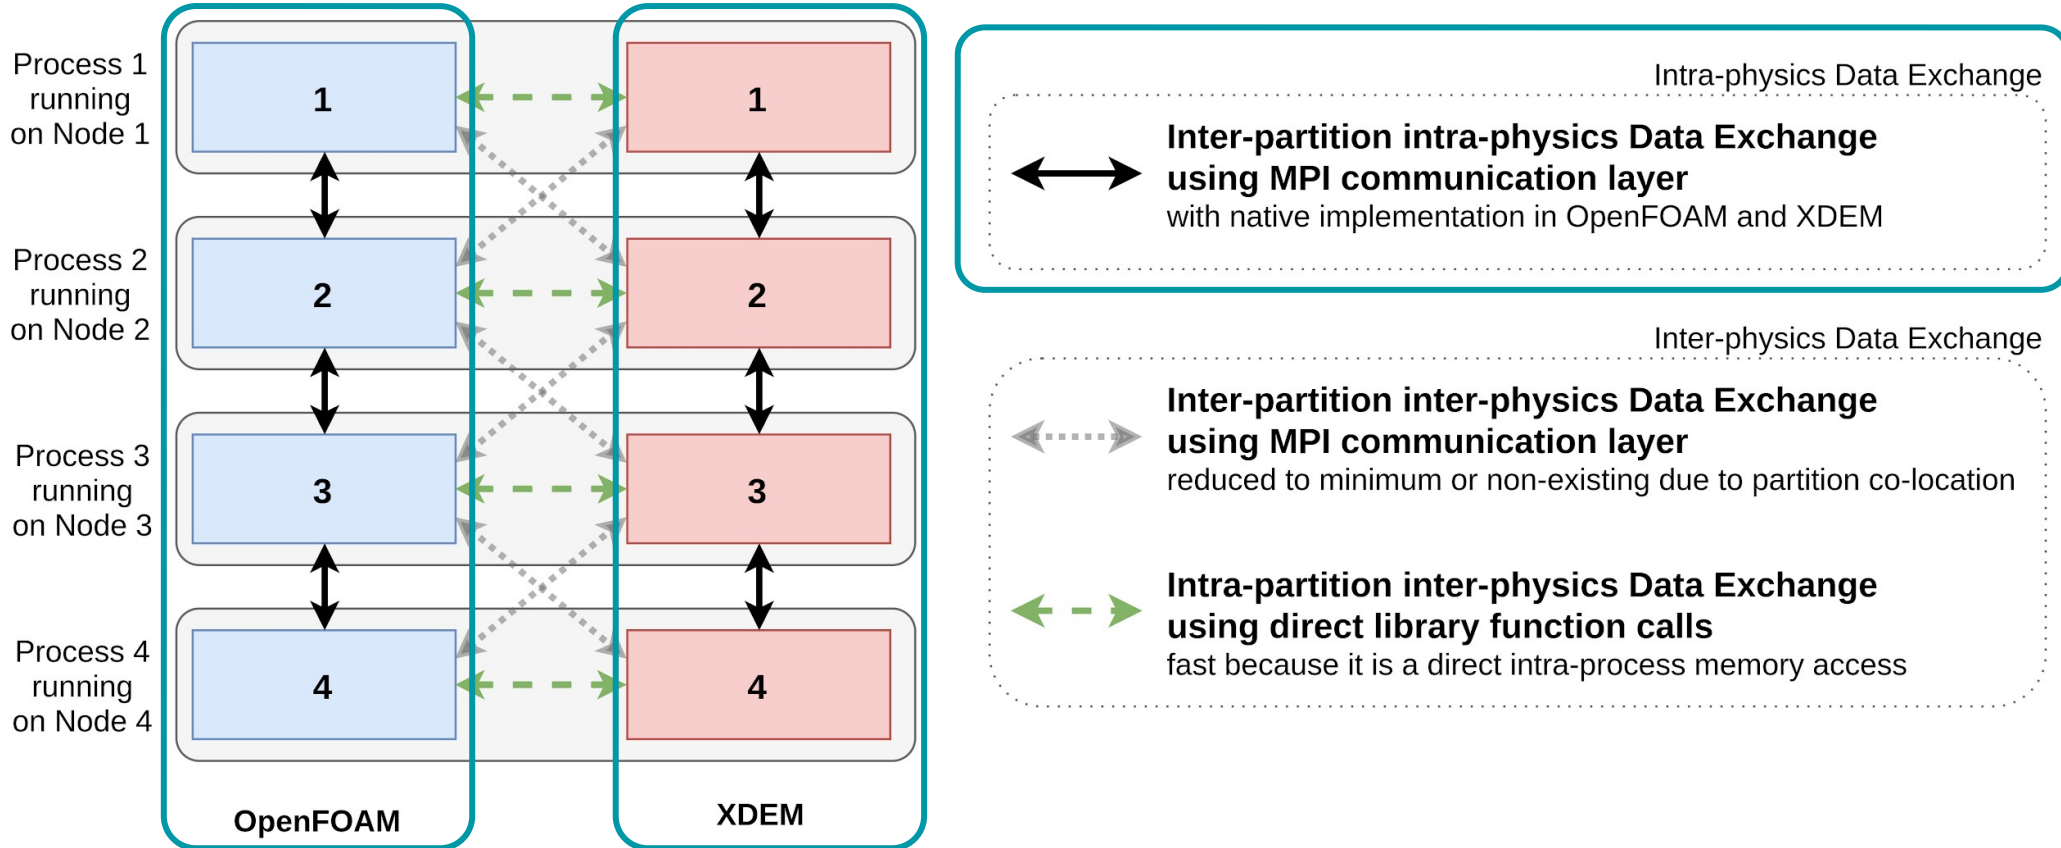 Process 1
running
on Node 1
1
1
Process 2
running
on Node 2
2
2
Process 3
running
on Node 3
3
3
Process 4
running
on Node 4
4
4
OpenFOAM
XDEM
Intra-physics Data Exchange
Inter-partition intra-physics Data Exchange
using MPI communication layer
with native implementation in OpenFOAM and XDEM
Inter-physics Data Exchange
Inter-partition inter-physics Data Exchange
using MPI communication layer
reduced to minimum or non-existing due to partition co-location
Intra-partition inter-physics Data Exchange
using direct library function calls
fast because it is a direct intra-process memory access